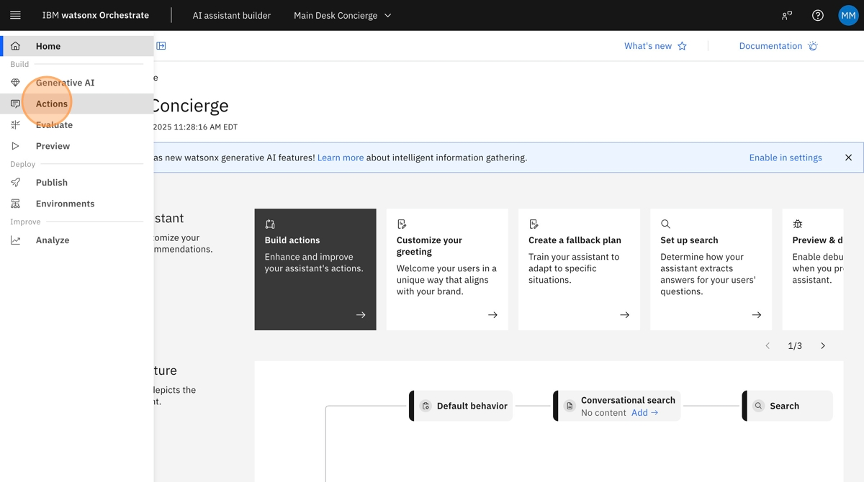 IBM watsonx Orchestrate
AI assistant builder
Main Desk Concierge
MM
Home
What's new
Documentation
Build
Generative AI
Actions
Evaluate
Preview
Deploy
Publish
Environments
Improve
Analyze
e
Concierge
2025 11:28:16 AM EDT
as new watsonx generative AI features! Learn more about intelligent information gathering.
Enable in settings
stant
tomize your
mmendations.
Build actions
Enhance and improve
your assistant's actions.
Customize your
greeting
Welcome your users in a
unique way that aligns
with your brand.
Create a fallback plan
Train your assistant to
adapt to specific
situations.
Set up search
Determine how your
assistant extracts
answers for your users'
questions.
Preview & d
Enable debu
when you pr
assistant.
1/3
ture
depicts the
t.
Default behavior
Conversational search
No content Add
Search